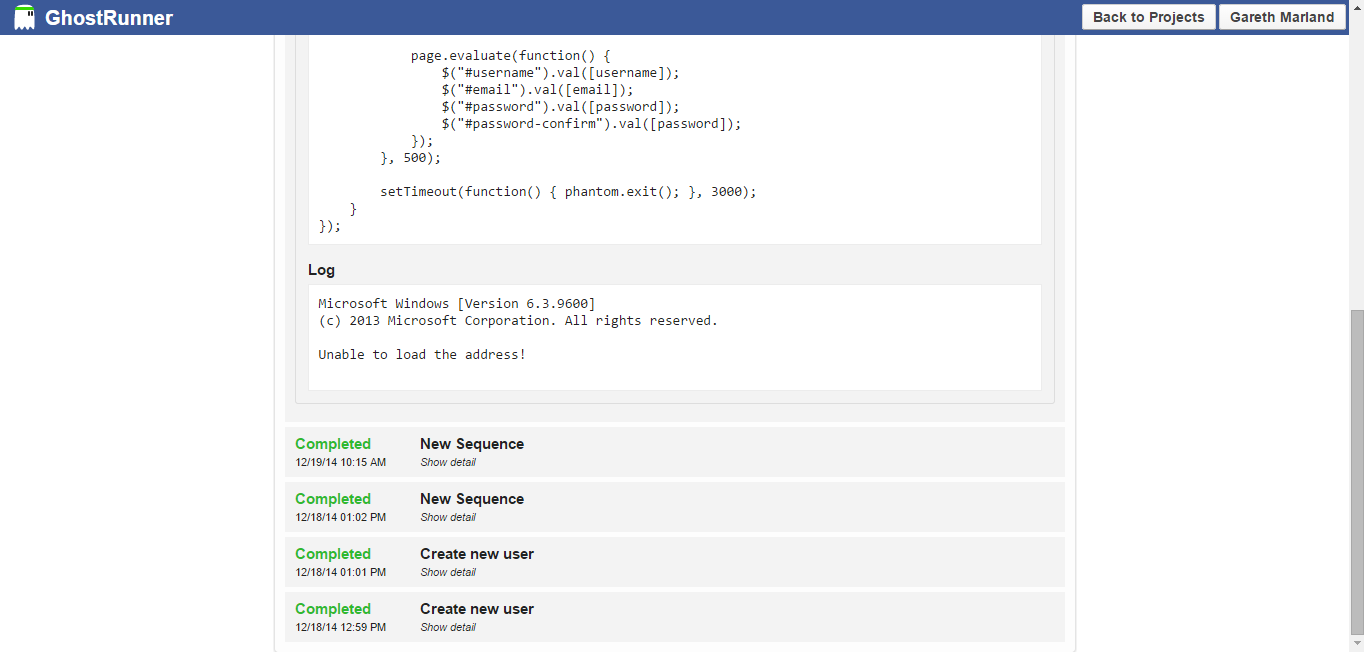 GhostRunner
Back to Projects
Gareth Marland
page.evaluate(function() {
$("#username").val([username]);
$("#email").val([email]);
$("#password").val([password]);
$("#password-confirm").val([password]);
});
}, 500);
setTimeout(function() { phantom.exit(); }, 3000);
}
});
Log
Microsoft Windows [Version 6.3.9600]
(c) 2013 Microsoft Corporation. All rights reserved.
Unable to load the address!
Completed New Sequence
12/19/14 10:15 AM Show detail
Completed New Sequence
12/18/14 01:02 PM Show detail
Completed Create new user
12/18/14 01:01 PM Show detail
Completed Create new user
12/18/14 12:59 PM Show detail